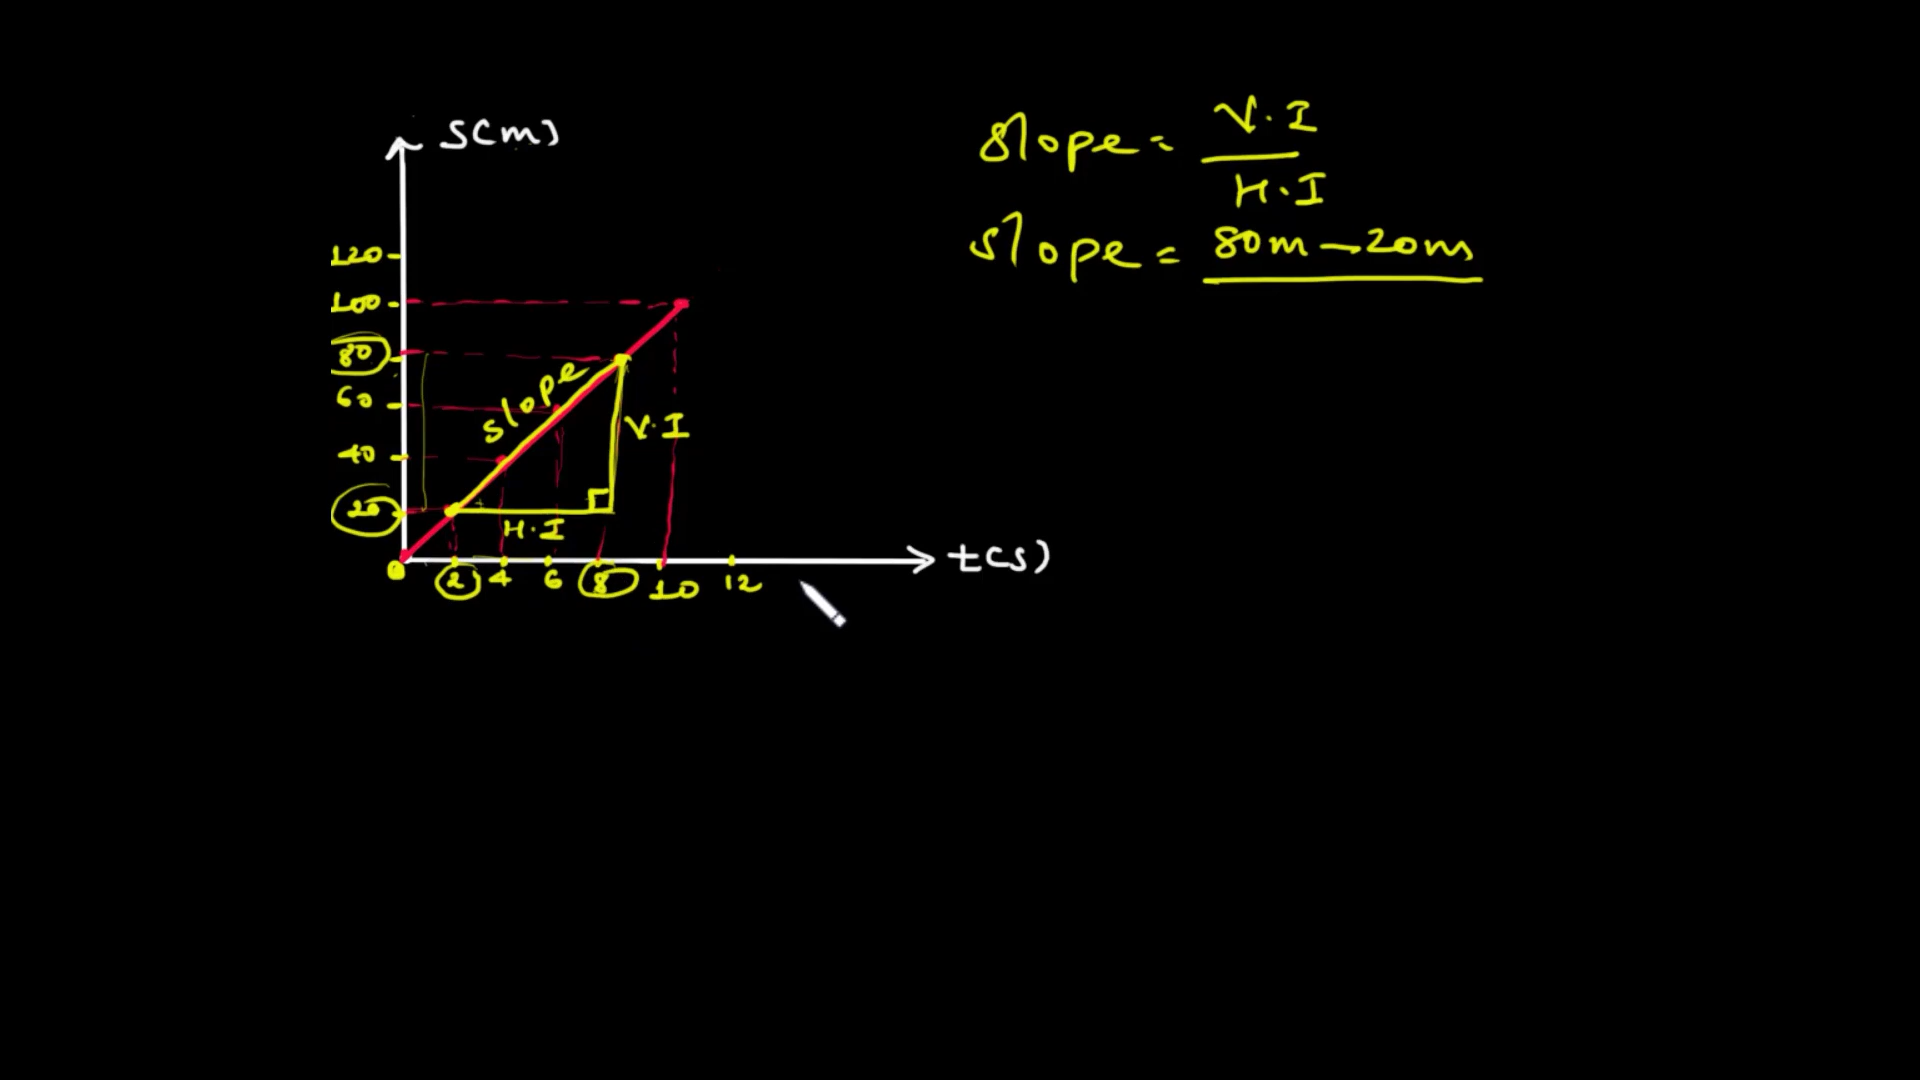 S(m)
slope = V.I
H.I
slope = 80m - 20m
120
100
80
60
40
20
slope
V.I
H.I
0 2 4 6 8 10 12
t(s)